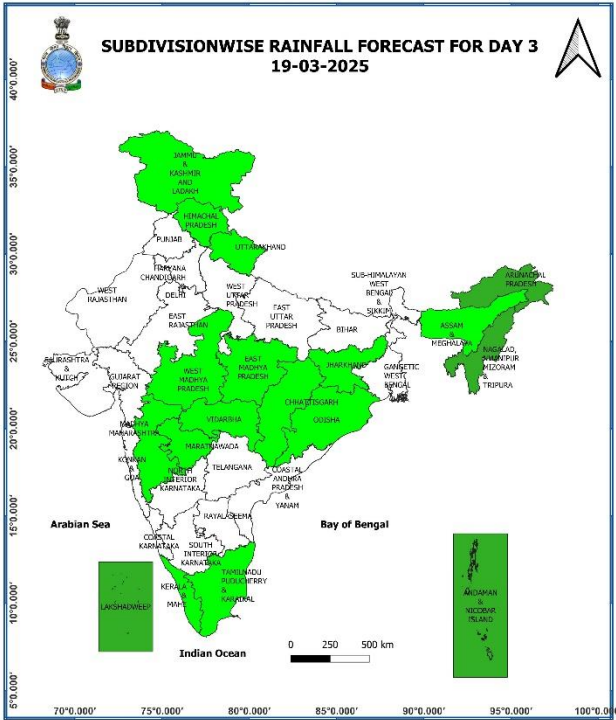 SUBDIVISIONWISE RAINFALL FORECAST FOR DAY 3
19-03-2025
40°0.000'
35°0.000'
30°0.000'
25°0.000'
20°0.000'
15°0.000'
10°0.000'
5°0.000'
JAMMU
&
KASHMIR
AND
LADAKH
HIMACHAL
PRADESH
PUNJAB
UTTARAKHAND
HARYANA
CHANDIGARH
DELHI
WEST
RAJASTHAN
WEST
UTTAR
PRADESH
EAST
RAJASTHAN
EAST
UTTAR
PRADESH
SUB-HIMALAYAN
WEST
BENGAL
&
SIKKIM
ARUNACHAL
PRADESH
BIHAR
ASSAM
&
MEGHALAYA
MIZORAM
&
TRIPURA
SAURASHTRA
&
KUTCH
GUJARAT
REGION
WEST
MADHYA
PRADESH
EAST
MADHYA
PRADESH
JHARKHAND
GANGETIC
WEST
BENGAL
CHHATTISGARH
ODISHA
VIDARBHA
MADHYA
MAHARASHTRA
KONKAN
&
GOA
NORTH
INTERIOR
KARNATAKA
TELANGANA
COASTAL
ANDHRA
PRADESH
&
YANAM
RAYALASEEMA
Arabian Sea
Bay of Bengal
COASTAL
KARNATAKA
SOUTH
INTERIOR
KARNATAKA
TAMILNADU
PUDUCHERRY
&
KARAIKAL
KERALA
&
MAHE
LAKSHADWEEP
ANDAMAN
&
NICOBAR
ISLAND
Indian Ocean
0 250 500 km
70°0.000' 75°0.000' 80°0.000' 85°0.000' 90°0.000' 95°0.000' 100°0.00